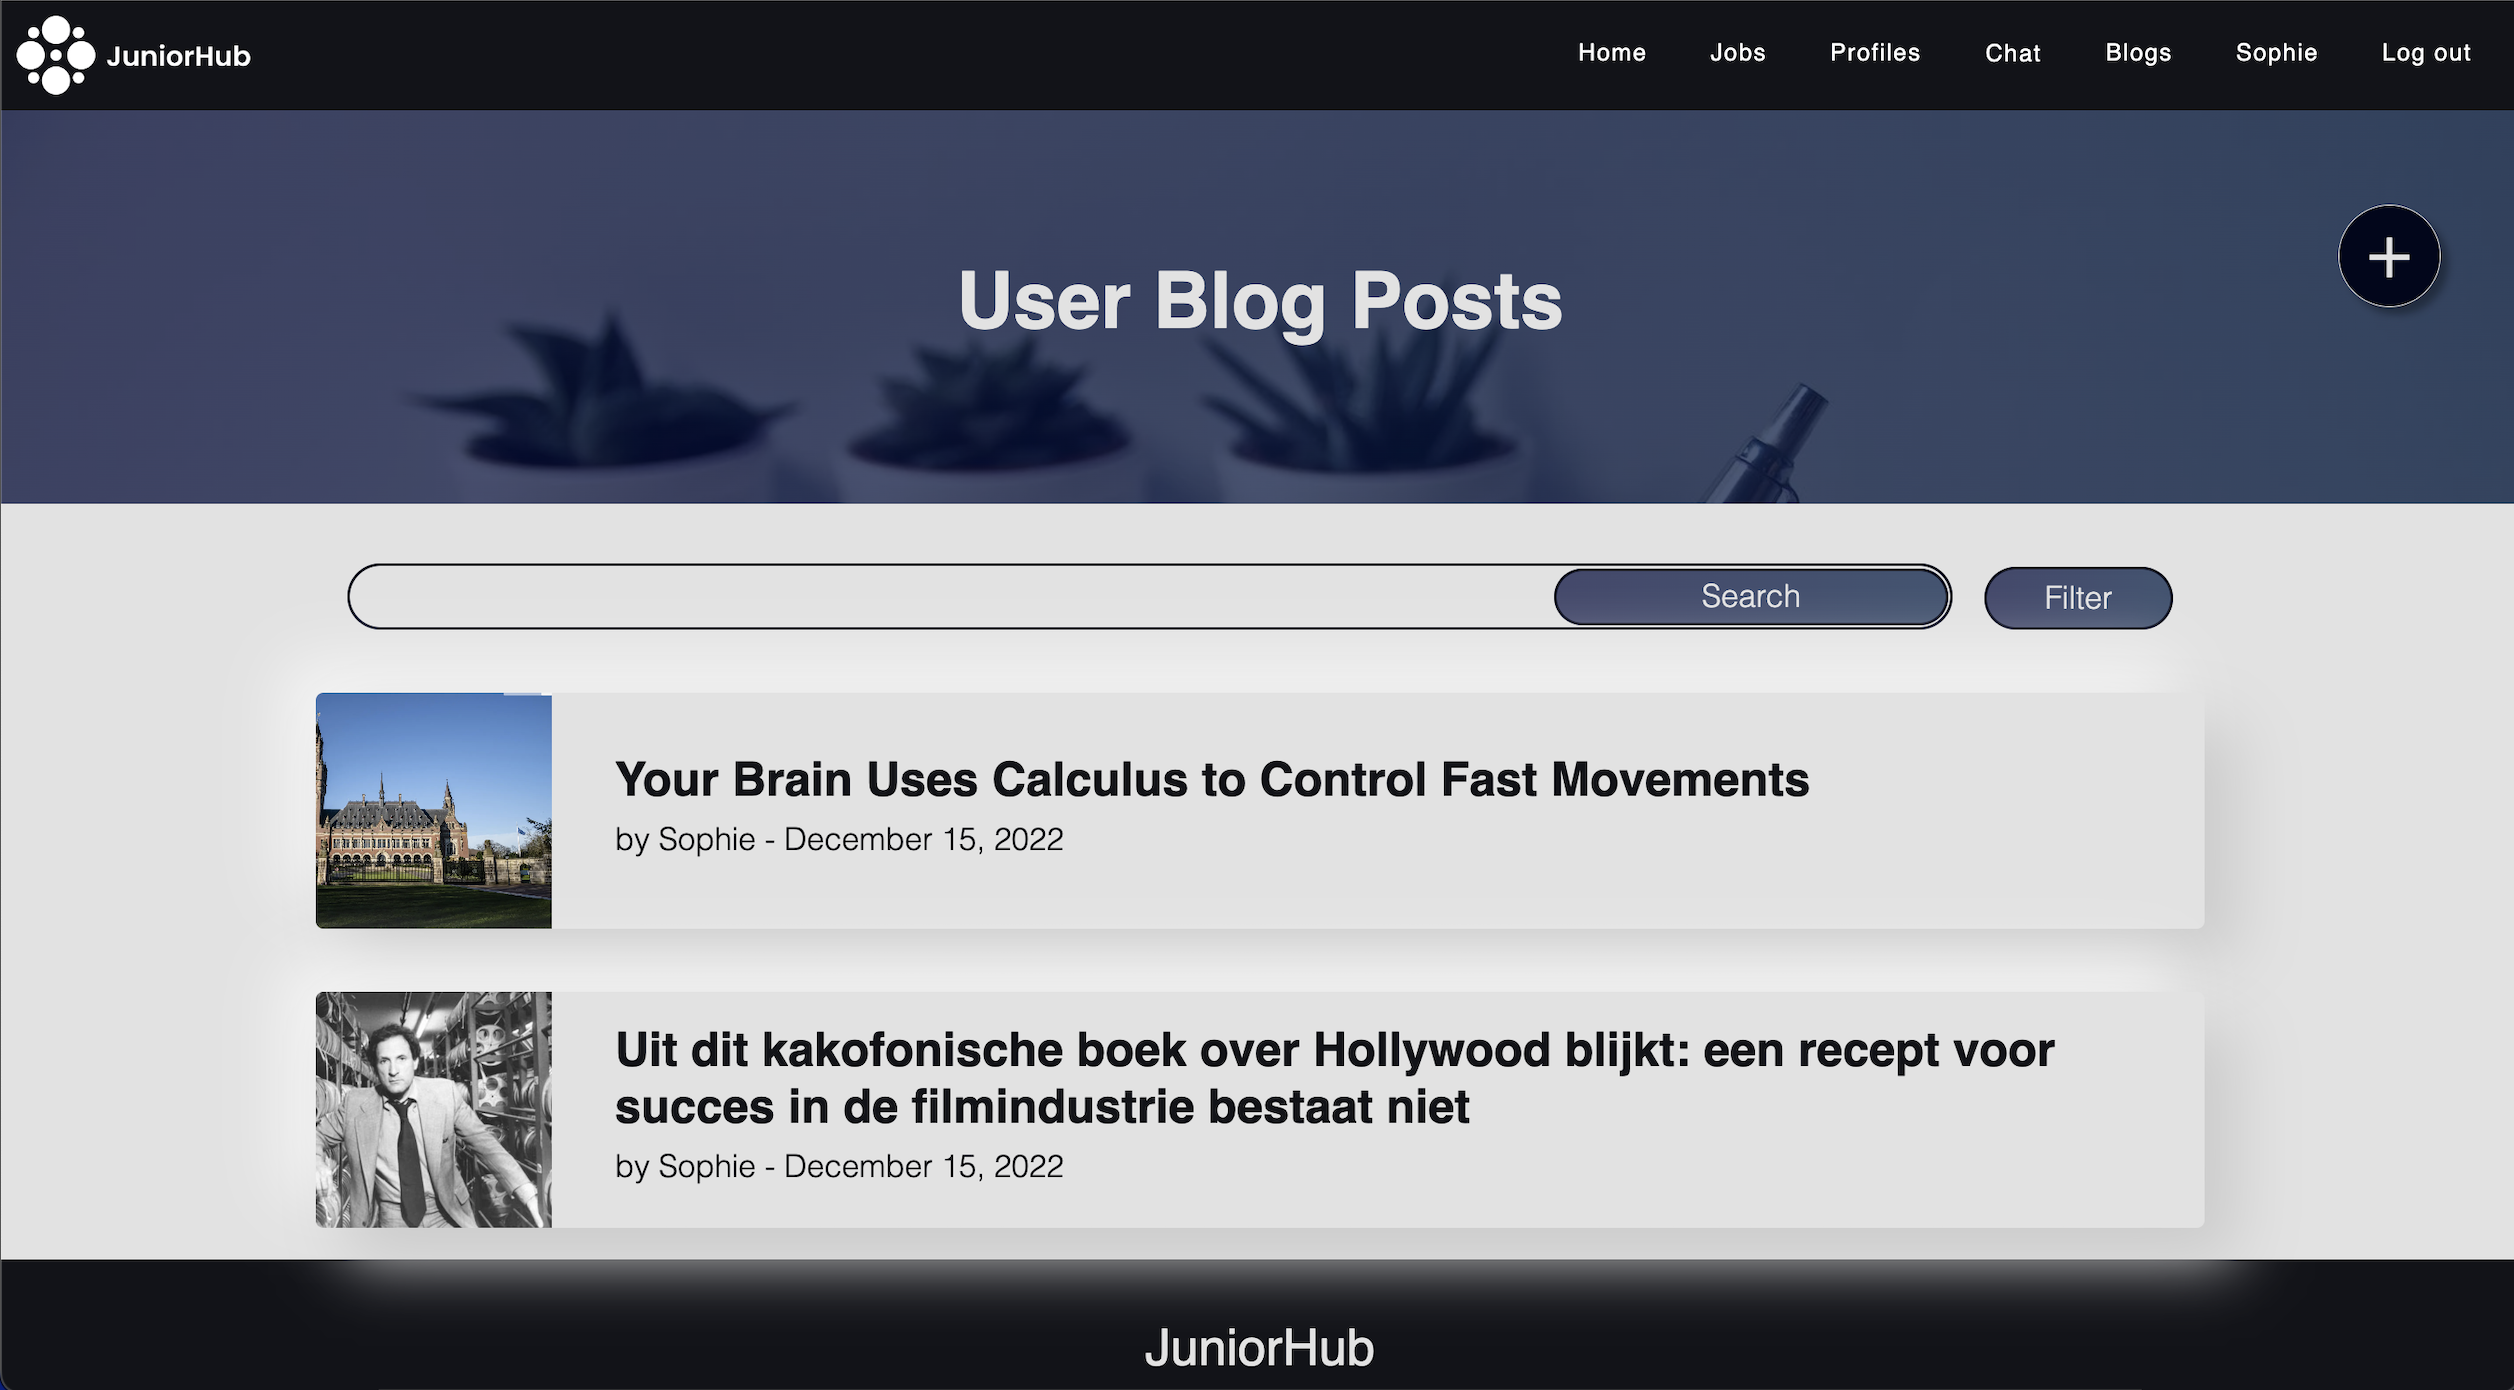 JuniorHub
Home Jobs Profiles Chat Blogs Sophie Log out
User Blog Posts
Search Filter
Your Brain Uses Calculus to Control Fast Movements
by Sophie - December 15, 2022
Uit dit kakofonische boek over Hollywood blijkt: een recept voor
succes in de filmindustrie bestaat niet
by Sophie - December 15, 2022
JuniorHub